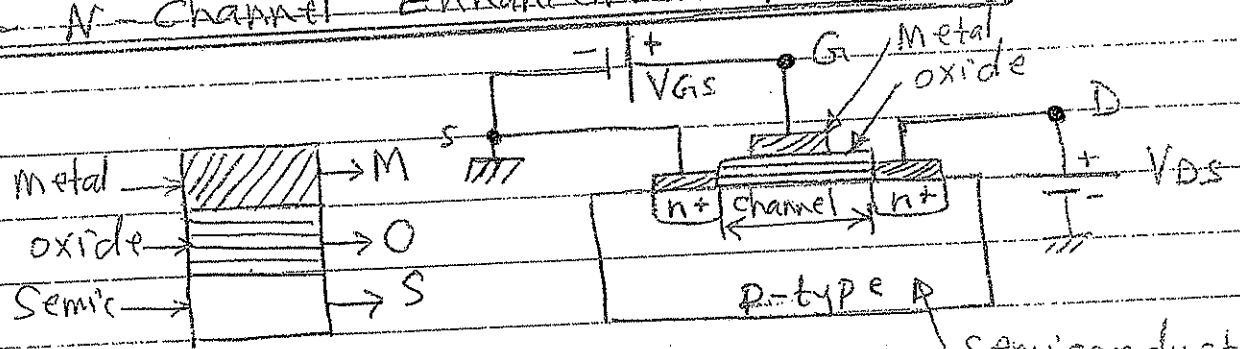 N-Channel
- + G Metal
VGS oxide
S D
Metal M + VDS
n+ channel n+ -
oxide O
Semic S p-type